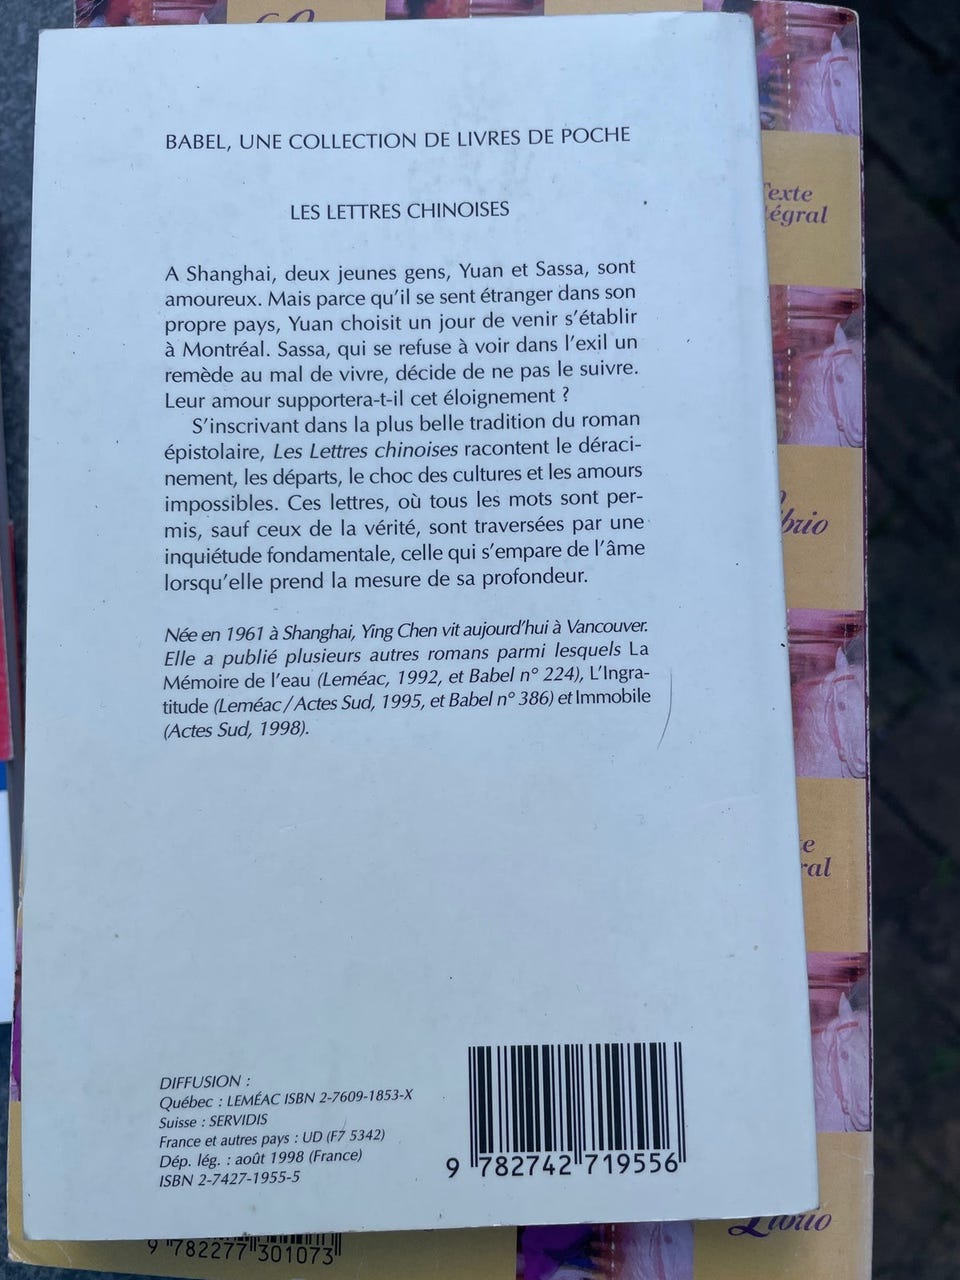 BABEL, UNE COLLECTION DE LIVRES DE POCHE
LES LETTRES CHINOISES
A Shanghai, deux jeunes gens, Yuan et Sassa, sont
amoureux. Mais parce qu'il se sent étranger dans son
propre pays, Yuan choisit un jour de venir s'établir
à Montréal. Sassa, qui se refuse à voir dans l'exil un
remède au mal de vivre, décide de ne pas le suivre.
Leur amour supportera-t-il cet éloignement ?
S'inscrivant dans la plus belle tradition du roman
épistolaire, Les Lettres chinoises racontent le déraci-
nement, les départs, le choc des cultures et les amours
impossibles. Ces lettres, où tous les mots sont per-
mis, sauf ceux de la vérité, sont traversées par une
inquiétude fondamentale, celle qui s'empare de l'âme
lorsqu'elle prend la mesure de sa profondeur.
Née en 1961 à Shanghai, Ying Chen vit aujourd'hui à Vancouver.
Elle a publié plusieurs autres romans parmi lesquels La
Mémoire de l'eau (Leméac, 1992, et Babel n° 224), L'Ingra-
titude (Leméac / Actes Sud, 1995, et Babel n° 386) et Immobile
(Actes Sud, 1998).
DIFFUSION :
Québec : LEMÉAC ISBN 2-7609-1853-X
Suisse : SERVIDIS
France et autres pays : UD (F7 5342)
Dép. lég. : août 1998 (France)
ISBN 2-7427-1955-5
9 782742 719556
Texte
tégral
brio
te
ral
Librio
9 782277 301073